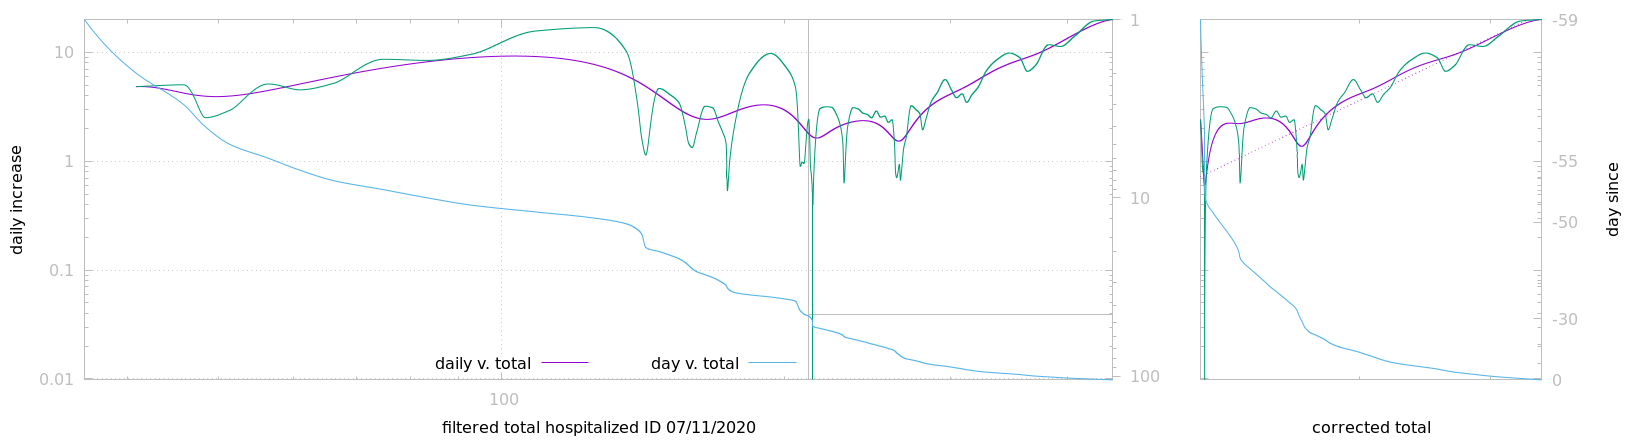 10
1
0.1
0.01
daily increase
100
1
10
100
daily v. total
day v. total
filtered total hospitalized ID 07/11/2020
-59
-55
-50
-30
0
day since
corrected total